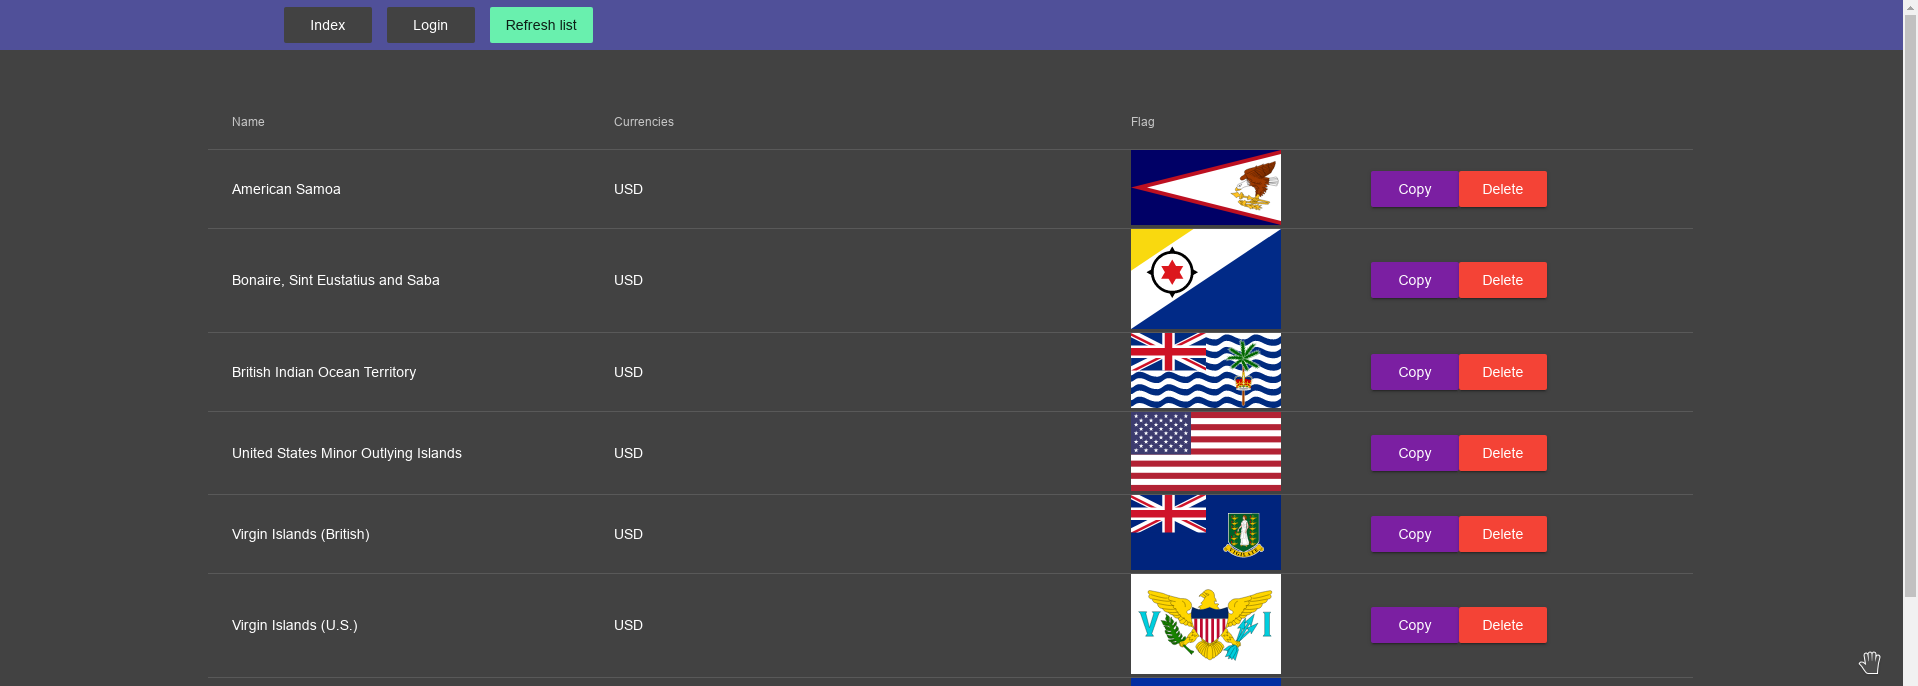 Index Login Refresh list
Name Currencies Flag
American Samoa USD Copy Delete
Bonaire, Sint Eustatius and Saba USD Copy Delete
British Indian Ocean Territory USD Copy Delete
United States Minor Outlying Islands USD Copy Delete
Virgin Islands (British) USD Copy Delete
VIGILATE
Virgin Islands (U.S.) USD V I Copy Delete